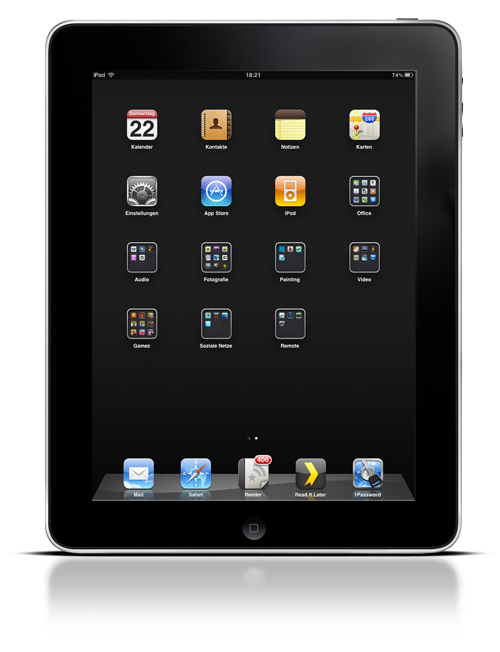 iPad 18:21 74%
Donnerstag
22
280
Kalender Kontakte Notizen Karten
Einstellungen App Store iPod Office
Audio Fotografie Painting Video
Gamez Soziale Netze Remote
406
Mail Safari Reeder Read It Later 1Password